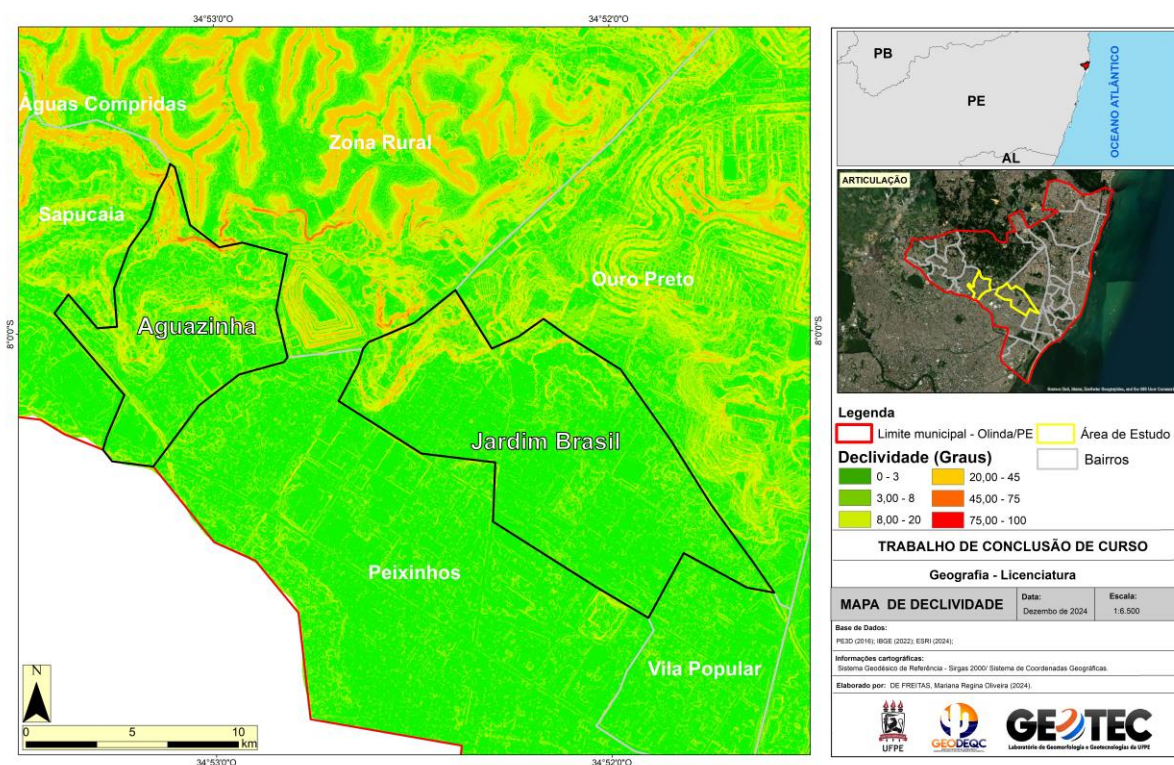 34°53'0"O
34°52'0"O
8°0'0"S
8°0'0"S
Águas Compridas
Zona Rural
Sapucaia
Ouro Preto
Aguazinha
Jardim Brasil
Peixinhos
Vila Popular
N
0 5 10
km
34°53'0"O
34°52'0"O
PB
PE
AL
OCEANO ATLÂNTICO
ARTICULAÇÃO
Legenda
Limite municipal - Olinda/PE
Área de Estudo
Declividade (Graus)
Bairros
0 - 3
20,00 - 45
3,00 - 8
45,00 - 75
8,00 - 20
75,00 - 100
TRABALHO DE CONCLUSÃO DE CURSO
Geografia - Licenciatura
MAPA DE DECLIVIDADE
Data:
Dezembo de 2024
Escala:
1:6.500
Base de Dados:
PE3D (2016); IBGE (2022); ESRI (2024);
Informações cartográficas:
Sistema Geodésico de Referência - Sirgas 2000/ Sistema de Coordenadas Geográficas.
Elaborado por: DE FREITAS, Mariana Regina Oliveira (2024).
UFPE
GEODEQC
GEOTEC
Laboratório de Geomorfologia e Geotecnologias da UFPE